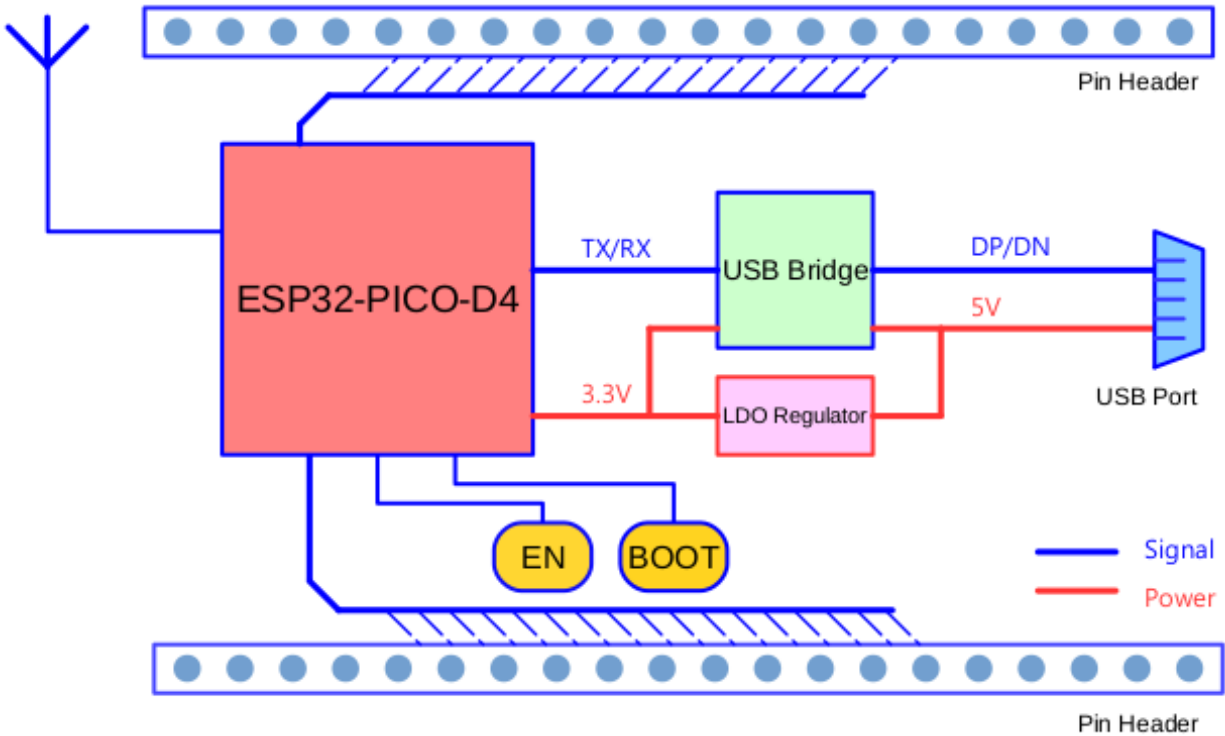 Pin Header
TX/RX
USB Bridge
DP/DN
ESP32-PICO-D4
5V
3.3V
LDO Regulator
USB Port
EN
BOOT
Signal
Power
Pin Header